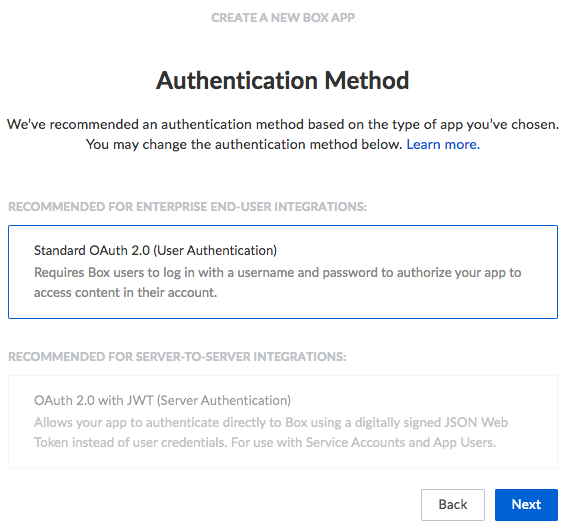 CREATE A NEW BOX APP
Authentication Method
We've recommended an authentication method based on the type of app you've chosen.
You may change the authentication method below. Learn more.
RECOMMENDED FOR ENTERPRISE END-USER INTEGRATIONS:
Standard OAuth 2.0 (User Authentication)
Requires Box users to log in with a username and password to authorize your app to
access content in their account.
RECOMMENDED FOR SERVER-TO-SERVER INTEGRATIONS:
OAuth 2.0 with JWT (Server Authentication)
Allows your app to authenticate directly to Box using a digitally signed JSON Web
Token instead of user credentials. For use with Service Accounts and App Users.
Back Next